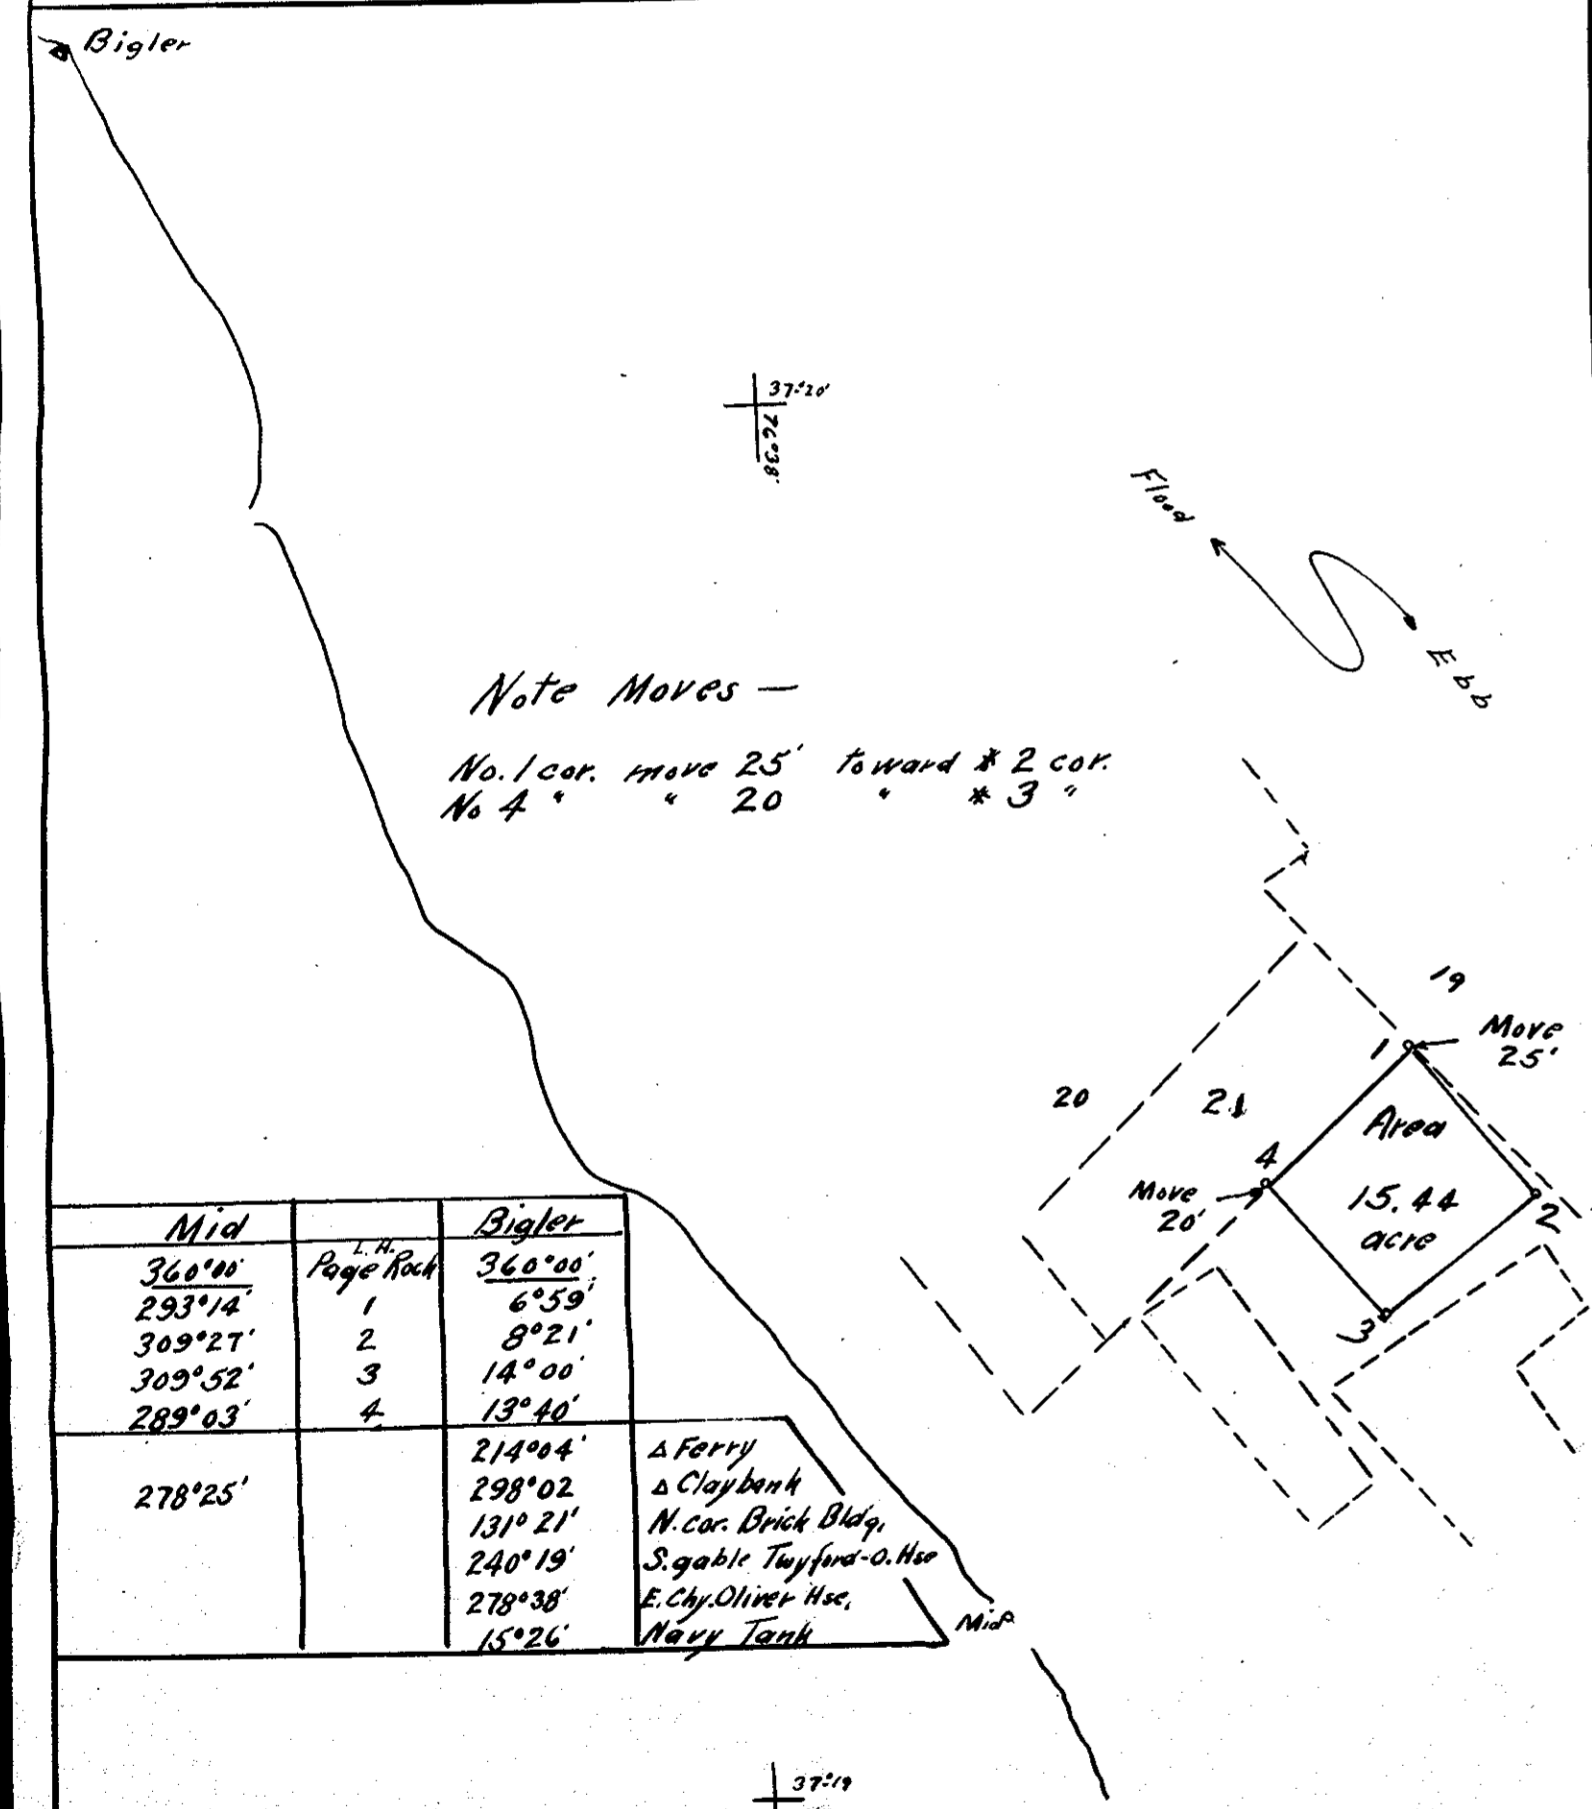 Bigler
37°20'
76°38'
Flood
Ebb
Note Moves —
No. 1 cor. move 25' toward * 2 cor.
No 4 " " 20 " * 3 "
19
Move
25'
1
20
21
Area
4
Move
20'
15.44
acre
2
3
Mid Bigler
360°00' L.H. Page Rock 360°00'
293°14' 1 6°59'
309°27' 2 8°21'
309°52' 3 14°00'
289°03' 4 13°40'
214°04' Δ Ferry
278°25' 298°02 Δ Claybank
131°21' N. cor. Brick Bldg.
240°19' S. gable Twyford-O. Hse
278°38' E. Chy. Oliver Hse.
15°26' Navy Tank
Mid
37°19